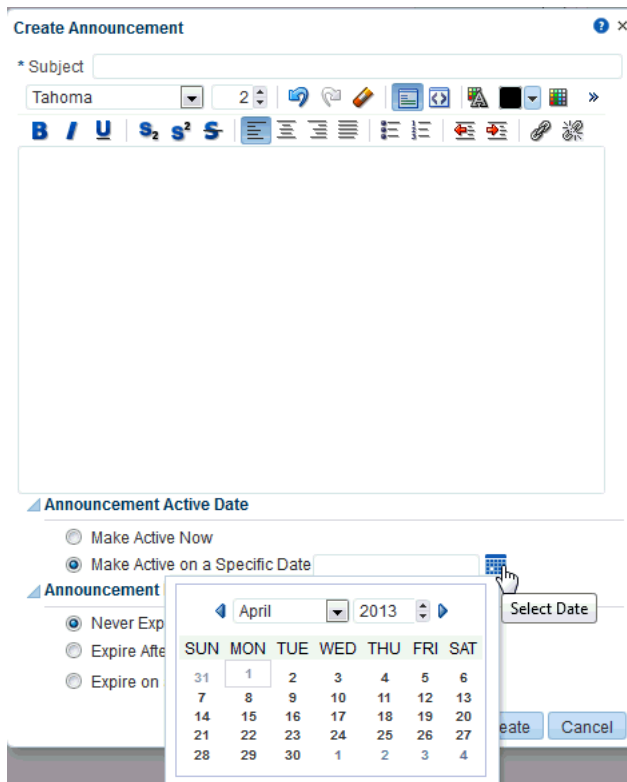 Create Announcement
* Subject
Tahoma 2
B I U S₂ S² S
Announcement Active Date
Make Active Now
Make Active on a Specific Date
Announcement
Select Date
Never Exp
Expire Afte
Expire on
April 2013
SUN MON TUE WED THU FRI SAT
31 1 2 3 4 5 6
7 8 9 10 11 12 13
14 15 16 17 18 19 20
21 22 23 24 25 26 27
28 29 30 1 2 3 4
eate Cancel